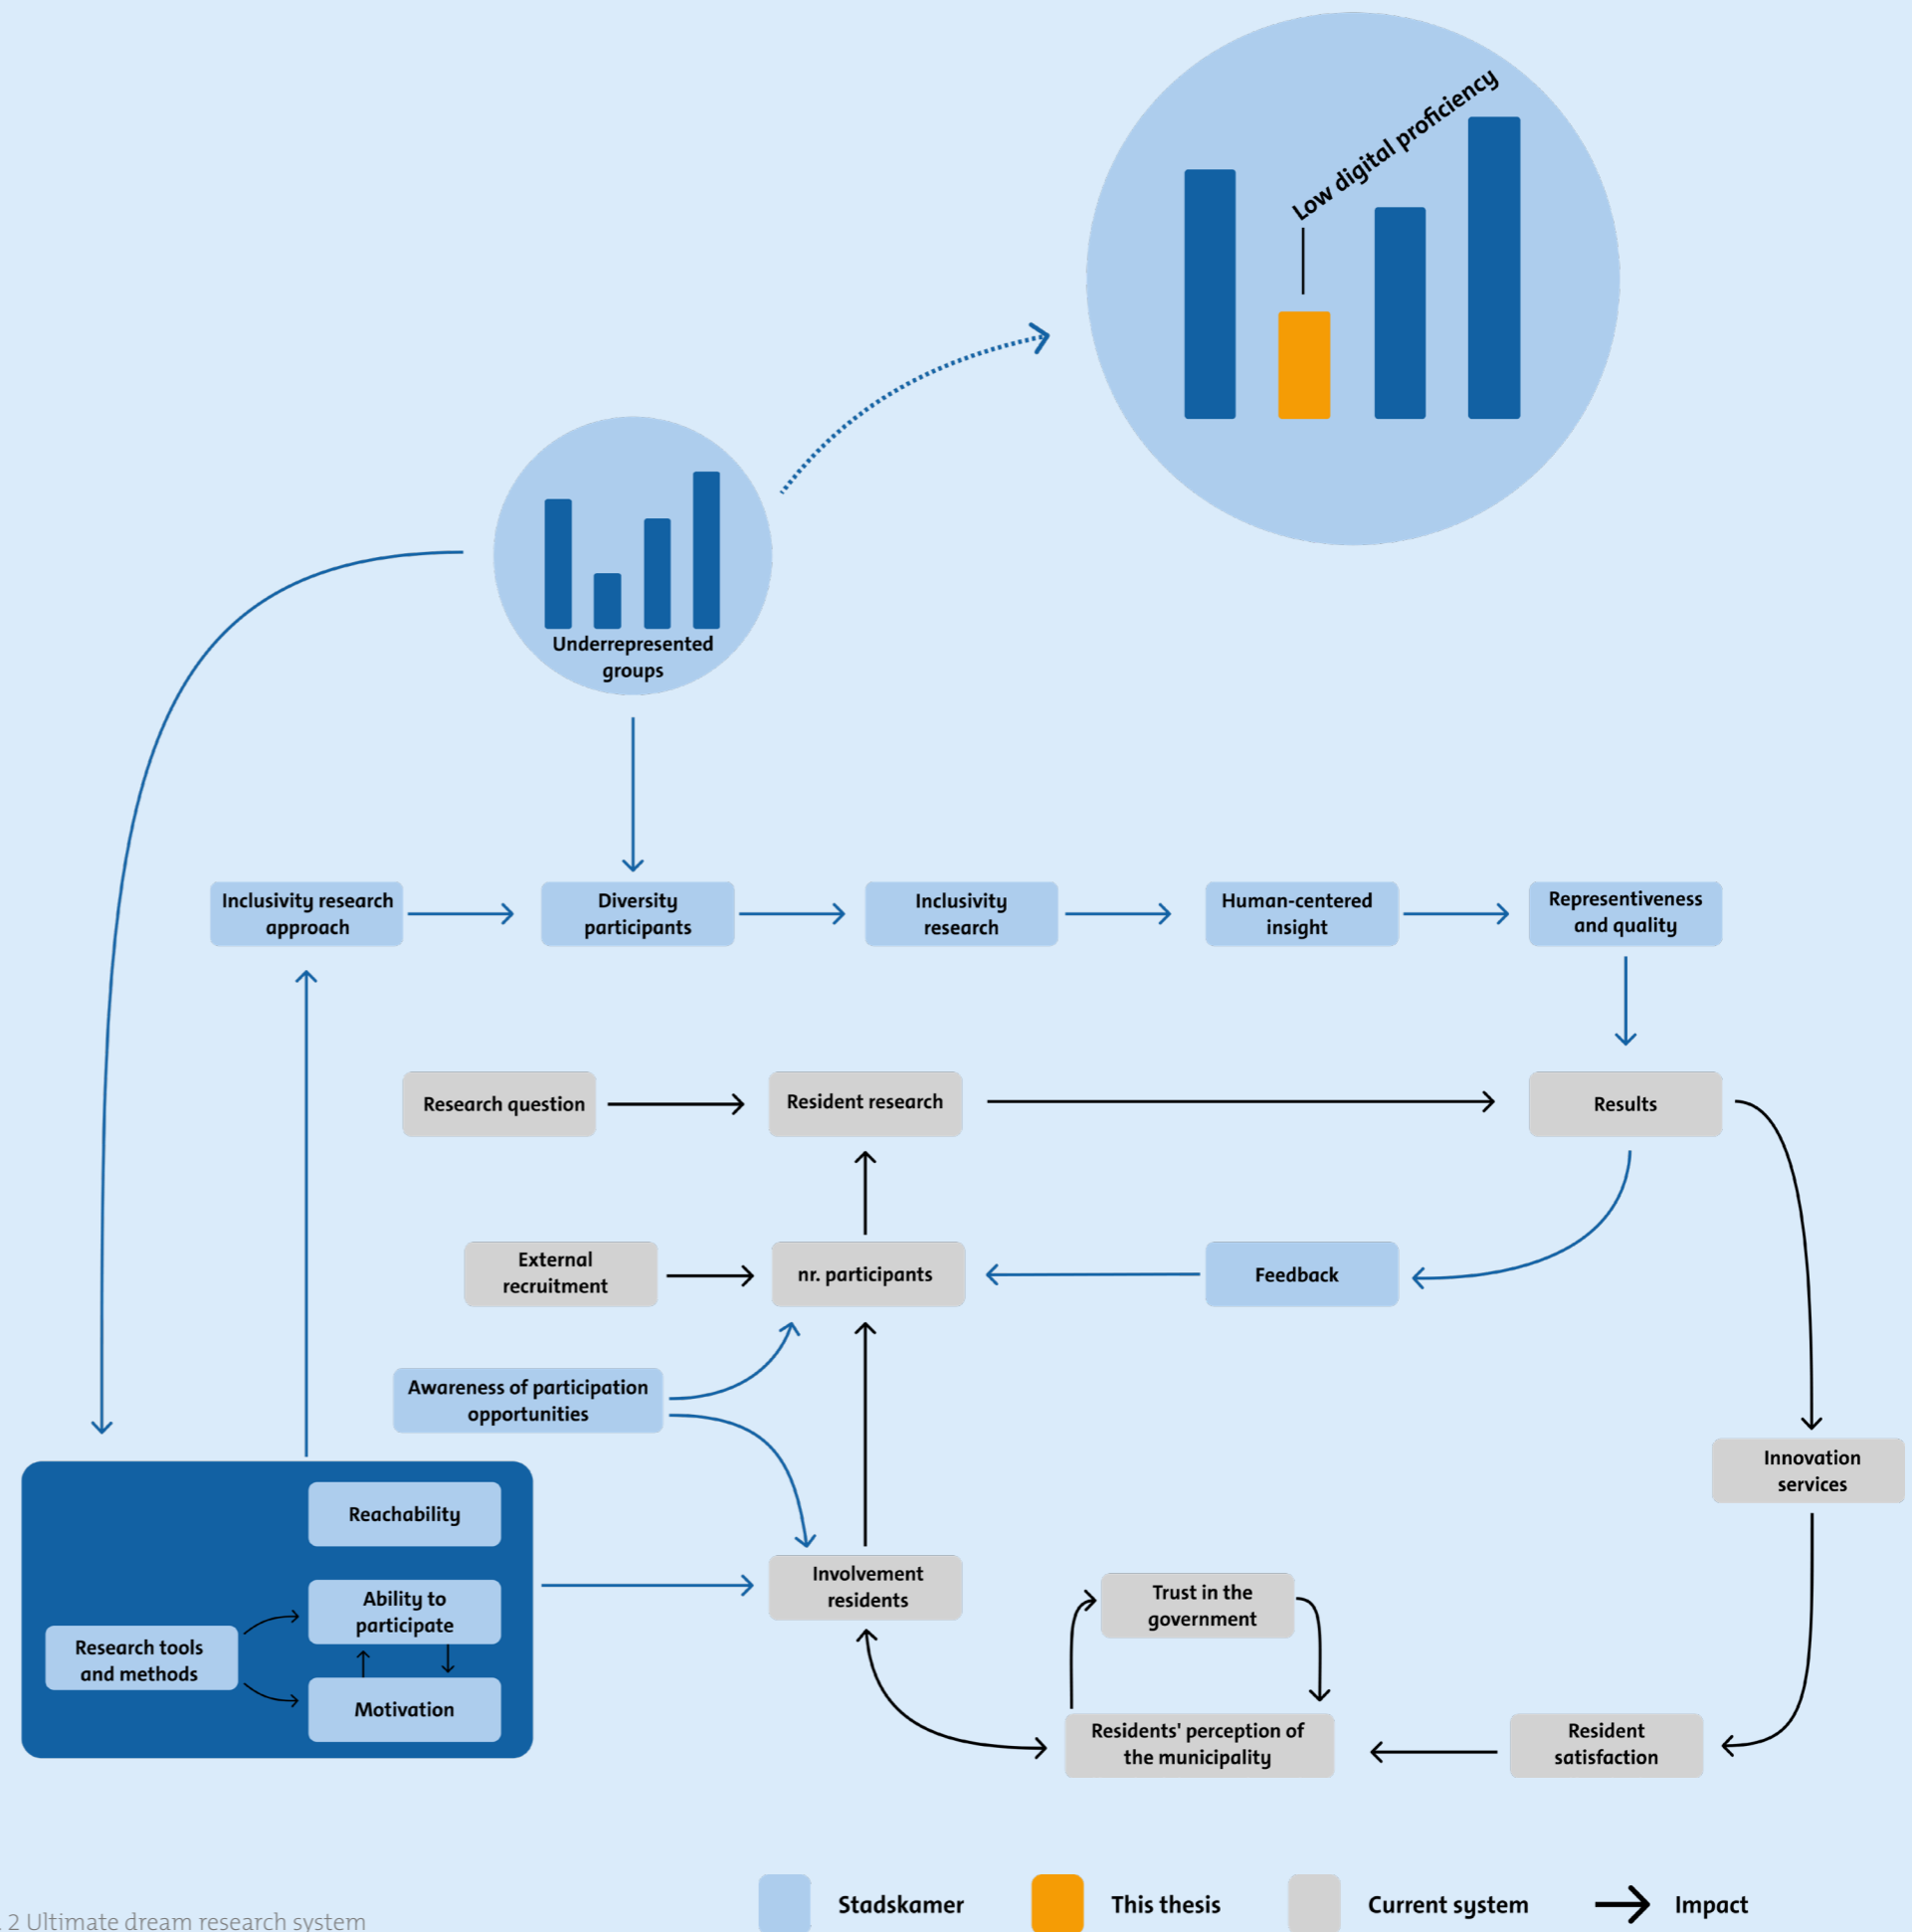 Low digital proficiency
Underrepresented
groups
Inclusivity research
approach
Diversity
participants
Inclusivity
research
Human-centered
insight
Representiveness
and quality
Research question
Resident research
Results
External
recruitment
nr. participants
Feedback
Awareness of participation
opportunities
Innovation
services
Reachability
Ability to
participate
Research tools
and methods
Motivation
Involvement
residents
Trust in the
government
Residents' perception of
the municipality
Resident
satisfaction
Stadskamer
This thesis
Current system
Impact
. 2 Ultimate dream research system